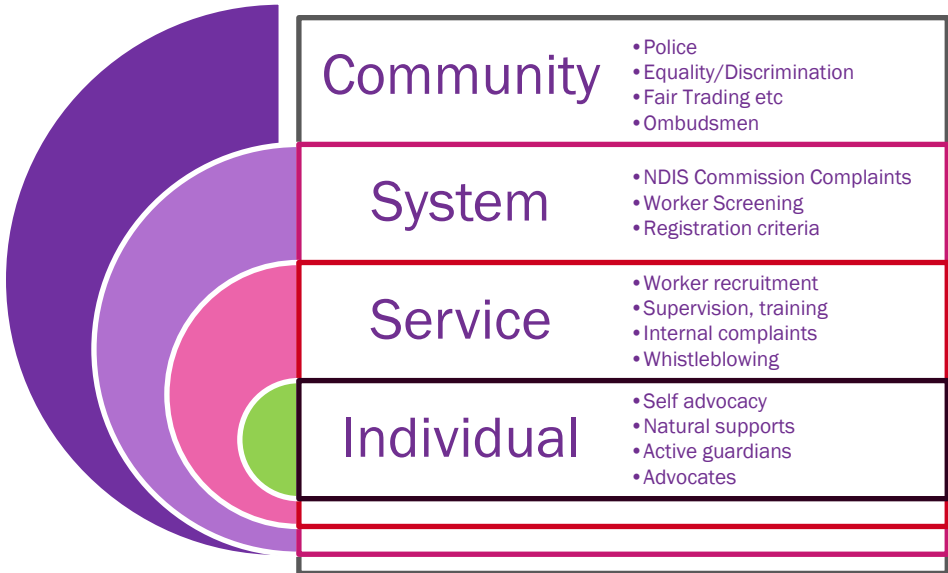 Community
• Police
• Equality/Discrimination
• Fair Trading etc
• Ombudsmen
System
• NDIS Commission Complaints
• Worker Screening
• Registration criteria
Service
• Worker recruitment
• Supervision, training
• Internal complaints
• Whistleblowing
Individual
• Self advocacy
• Natural supports
• Active guardians
• Advocates